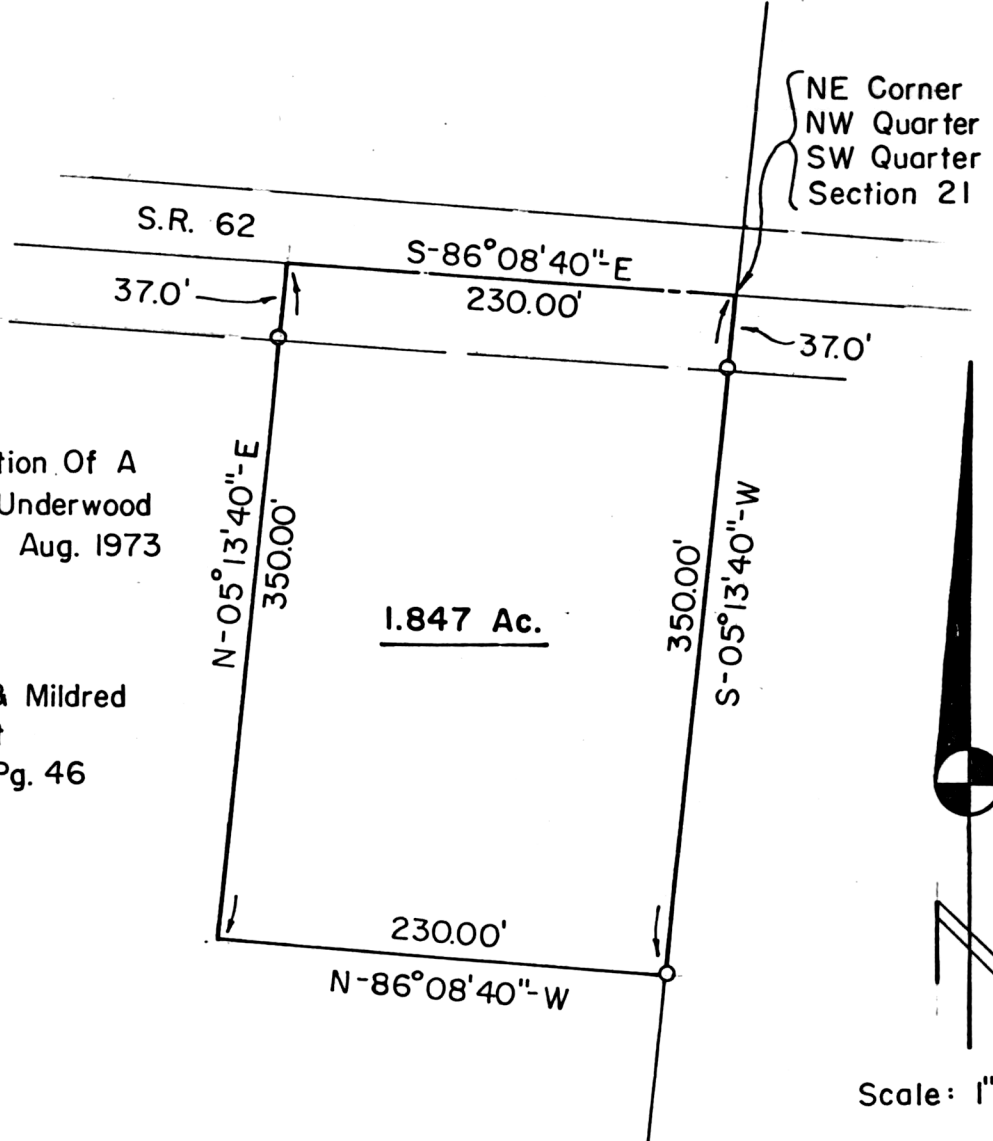 NE Corner
NW Quarter
SW Quarter
Section 21
S.R. 62
S-86°08'40"-E
230.00'
37.0'
37.0'
tion Of A
Underwood
Aug. 1973
N-05°13'40"-E
350.00'
350.00'
S-05°13'40"-W
1.847 Ac.
& Mildred
Pg. 46
230.00'
N-86°08'40"-W
Scale: 1"